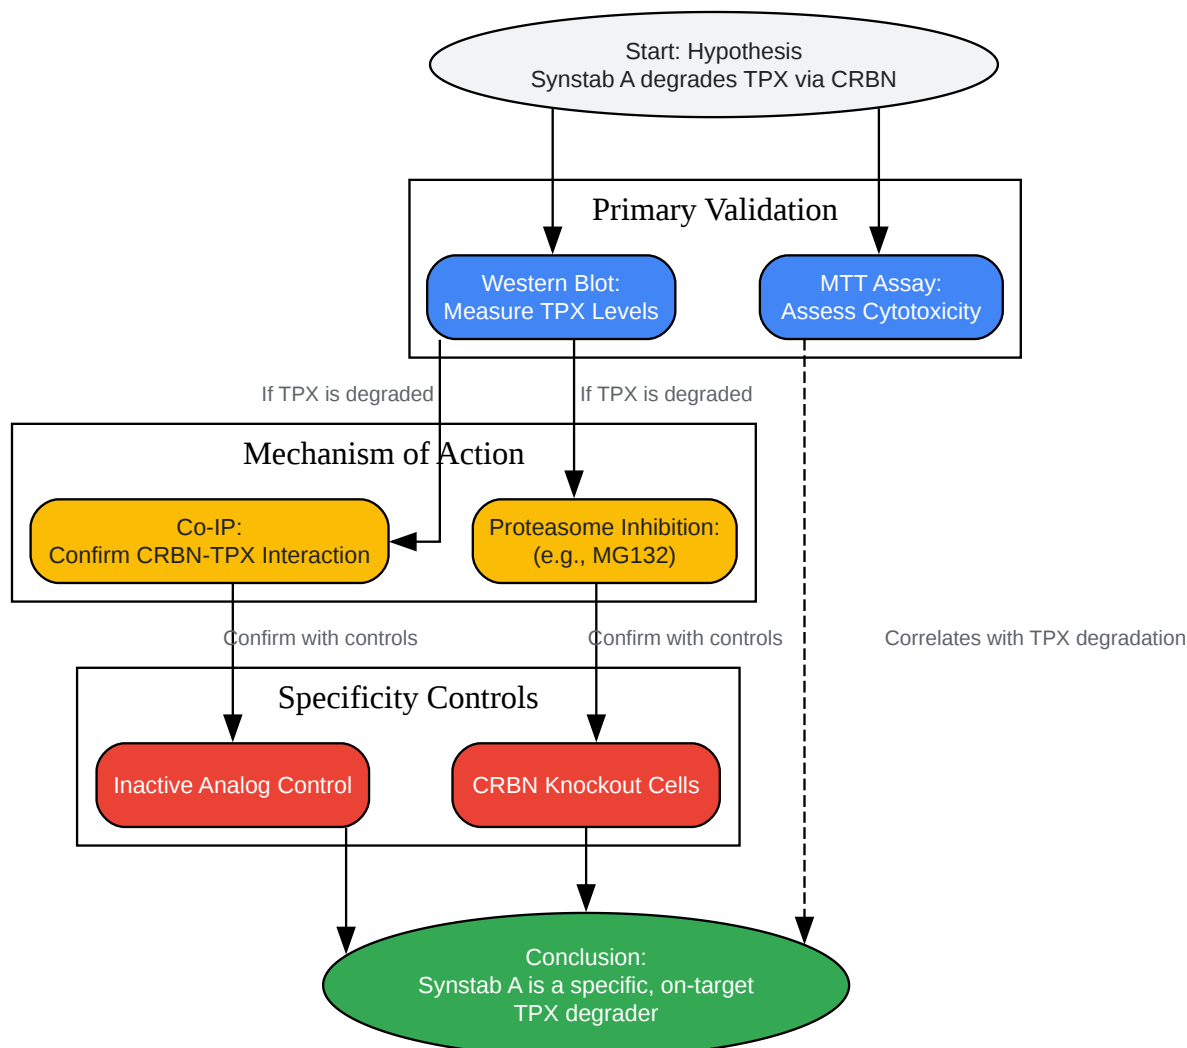 Start: Hypothesis
Synstab A degrades TPX via CRBN
Primary Validation
Western Blot:
Measure TPX Levels
MTT Assay:
Assess Cytotoxicity
If TPX is degraded
If TPX is degraded
Mechanism of Action
Co-IP:
Confirm CRBN-TPX Interaction
Proteasome Inhibition:
(e.g., MG132)
Confirm with controls
Confirm with controls
Correlates with TPX degradation
Specificity Controls
Inactive Analog Control
CRBN Knockout Cells
Conclusion:
Synstab A is a specific, on-target
TPX degrader